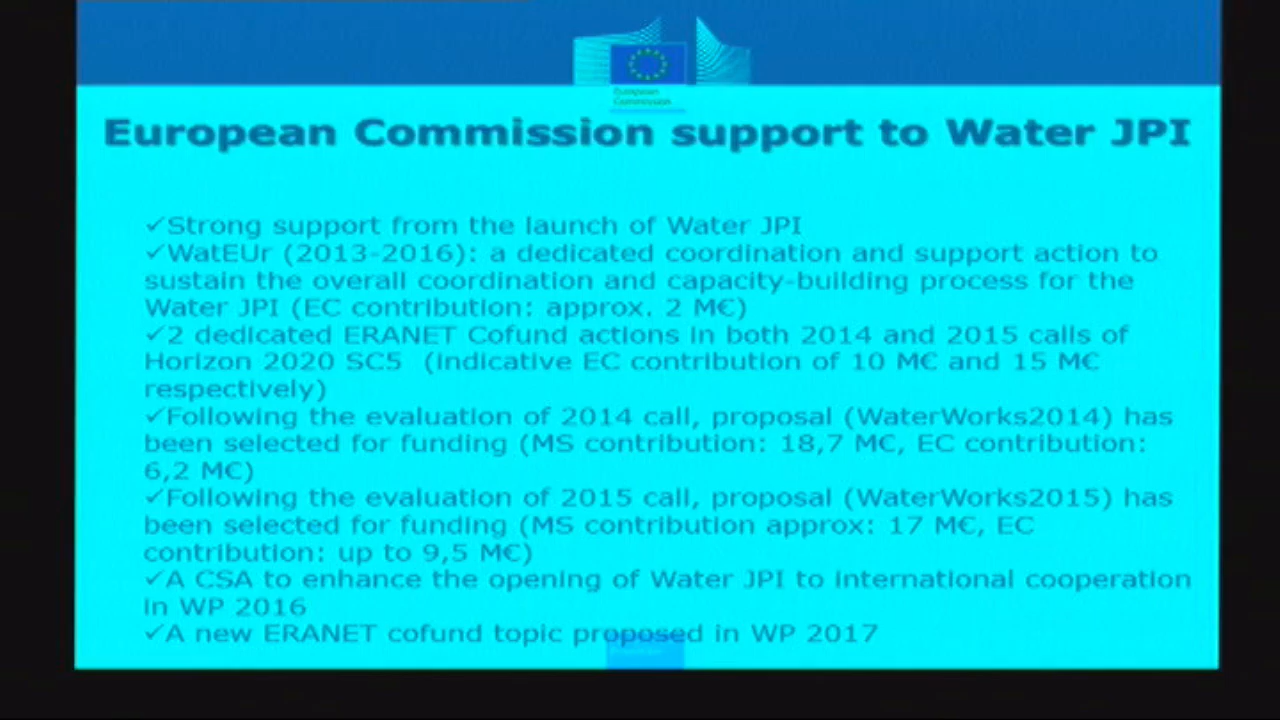 European
Commission
European Commission support to Water JPI
✓Strong support from the launch of Water JPI
✓WatEUr (2013-2016): a dedicated coordination and support action to
sustain the overall coordination and capacity-building process for the
Water JPI (EC contribution: approx. 2 M€)
✓2 dedicated ERANET Cofund actions in both 2014 and 2015 calls of
Horizon 2020 SC5 (indicative EC contribution of 10 M€ and 15 M€
respectively)
✓Following the evaluation of 2014 call, proposal (WaterWorks2014) has
been selected for funding (MS contribution: 18,7 M€, EC contribution:
6,2 M€)
✓Following the evaluation of 2015 call, proposal (WaterWorks2015) has
been selected for funding (MS contribution approx: 17 M€, EC
contribution: up to 9,5 M€)
✓A CSA to enhance the opening of Water JPI to international cooperation
in WP 2016
✓A new ERANET cofund topic proposed in WP 2017